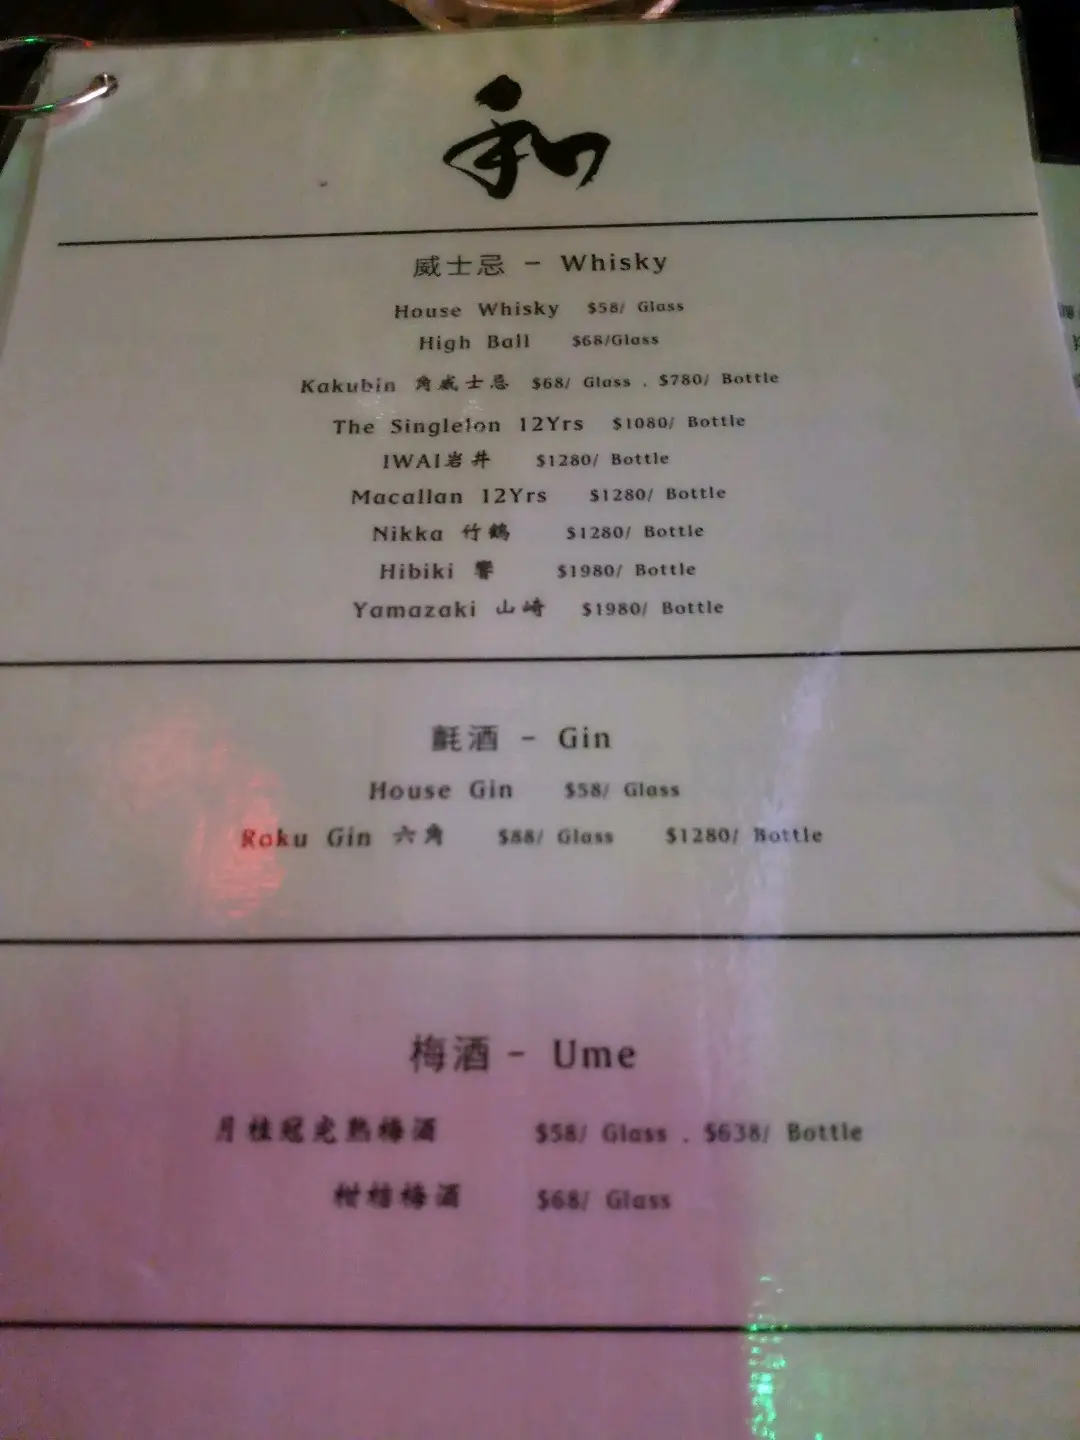 和
威士忌 - Whisky
House Whisky $58/ Glass
High Ball $68/Glass
Kakubin 角威士忌 $68/ Glass . $780/ Bottle
The Singleton 12Yrs $1080/ Bottle
IWAI岩井 $1280/ Bottle
Macallan 12Yrs $1280/ Bottle
Nikka 竹鶴 $1280/ Bottle
Hibiki 響 $1980/ Bottle
Yamazaki 山崎 $1980/ Bottle
氈酒 - Gin
House Gin $58/ Glass
Roku Gin 六角 $88/ Glass $1280/ Bottle
梅酒 - Ume
月桂冠完熟梅酒 $58/ Glass . $638/ Bottle
柑桔梅酒 $68/ Glass